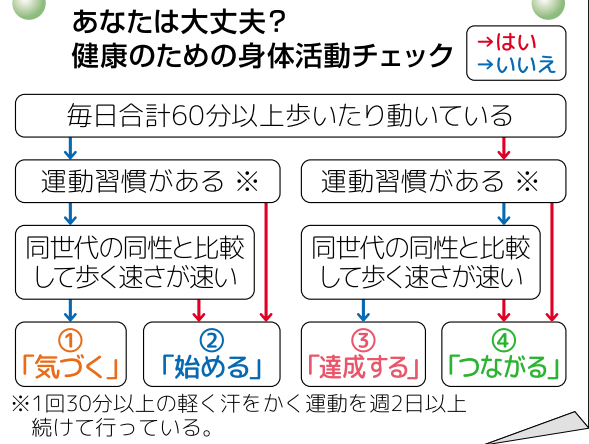 あなたは大丈夫？
健康のための身体活動チェック
→はい
→いいえ
毎日合計60分以上歩いたり動いている
運動習慣がある ※
運動習慣がある ※
同世代の同性と比較
して歩く速さが速い
同世代の同性と比較
して歩く速さが速い
①
「気づく」
②
「始める」
③
「達成する」
④
「つながる」
※1回30分以上の軽く汗をかく運動を週2日以上
続けて行っている。